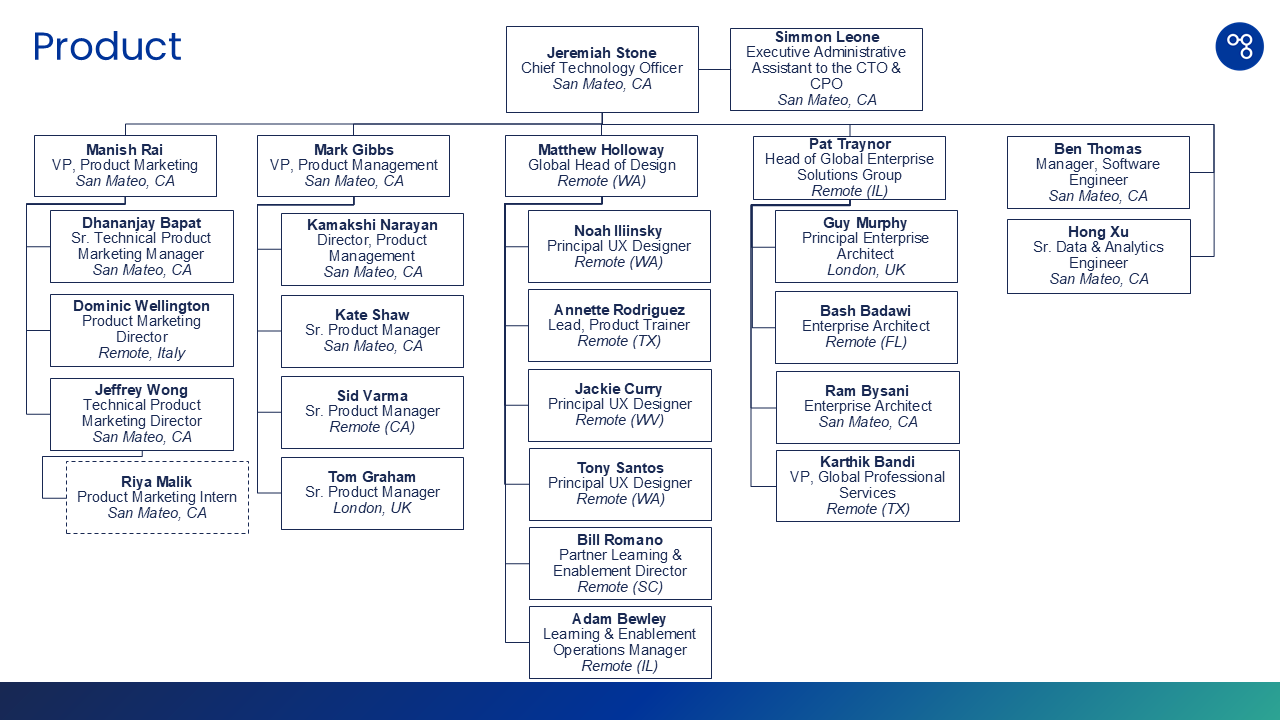 Product
Jeremiah Stone
Chief Technology Officer
San Mateo, CA
Simmon Leone
Executive Administrative
Assistant to the CTO &
CPO
San Mateo, CA
Manish Rai
VP, Product Marketing
San Mateo, CA
Dhananjay Bapat
Sr. Technical Product
Marketing Manager
San Mateo, CA
Dominic Wellington
Product Marketing
Director
Remote, Italy
Jeffrey Wong
Technical Product
Marketing Director
San Mateo, CA
Riya Malik
Product Marketing Intern
San Mateo, CA
Mark Gibbs
VP, Product Management
San Mateo, CA
Kamakshi Narayan
Director, Product
Management
San Mateo, CA
Kate Shaw
Sr. Product Manager
San Mateo, CA
Sid Varma
Sr. Product Manager
Remote (CA)
Tom Graham
Sr. Product Manager
London, UK
Matthew Holloway
Global Head of Design
Remote (WA)
Noah Iliinsky
Principal UX Designer
Remote (WA)
Annette Rodriguez
Lead, Product Trainer
Remote (TX)
Jackie Curry
Principal UX Designer
Remote (WV)
Tony Santos
Principal UX Designer
Remote (WA)
Bill Romano
Partner Learning &
Enablement Director
Remote (SC)
Adam Bewley
Learning & Enablement
Operations Manager
Remote (IL)
Pat Traynor
Head of Global Enterprise
Solutions Group
Remote (IL)
Guy Murphy
Principal Enterprise
Architect
London, UK
Bash Badawi
Enterprise Architect
Remote (FL)
Ram Bysani
Enterprise Architect
San Mateo, CA
Karthik Bandi
VP, Global Professional
Services
Remote (TX)
Ben Thomas
Manager, Software
Engineer
San Mateo, CA
Hong Xu
Sr. Data & Analytics
Engineer
San Mateo, CA